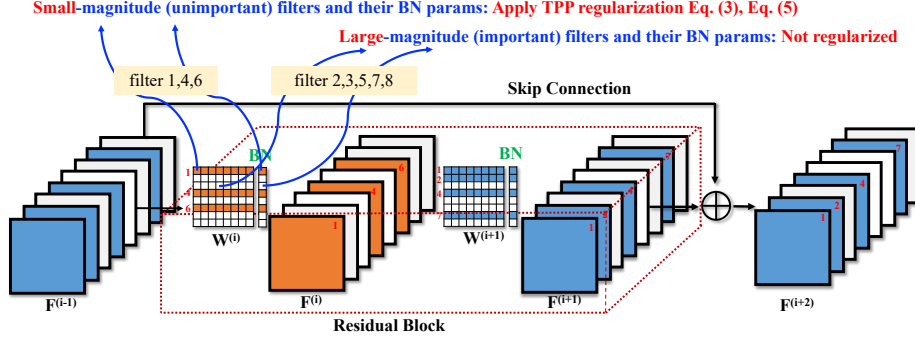 Small-magnitude (unimportant) filters and their BN params: Apply TPP regularization Eq. (3), Eq. (5)
Large-magnitude (important) filters and their BN params: Not regularized
filter 1,4,6
filter 2,3,5,7,8
Skip Connection
BN
BN
1
4
6
1
4
6
1
2
4
7
1
2
4
7
1
2
4
7
W(i)
W(i+1)
F(i-1)
F(i)
F(i+1)
F(i+2)
Residual Block